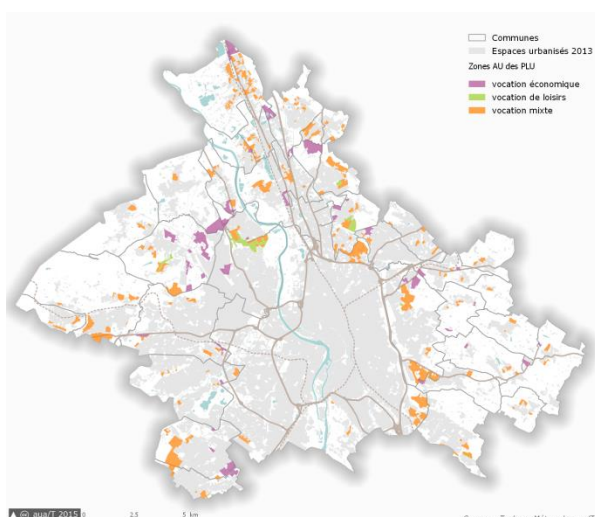 Communes
Espaces urbanisés 2013
Zones AU des PLU
vocation économique
vocation de loisirs
vocation mixte
aua/T 2015 0 2.5 5 km